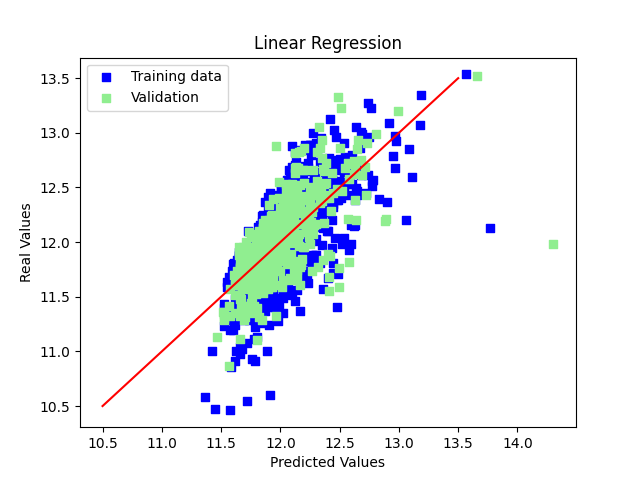 Linear Regression
Training data
Validation
Real Values
13.5
13.0
12.5
12.0
11.5
11.0
10.5
10.5 11.0 11.5 12.0 12.5 13.0 13.5 14.0
Predicted Values